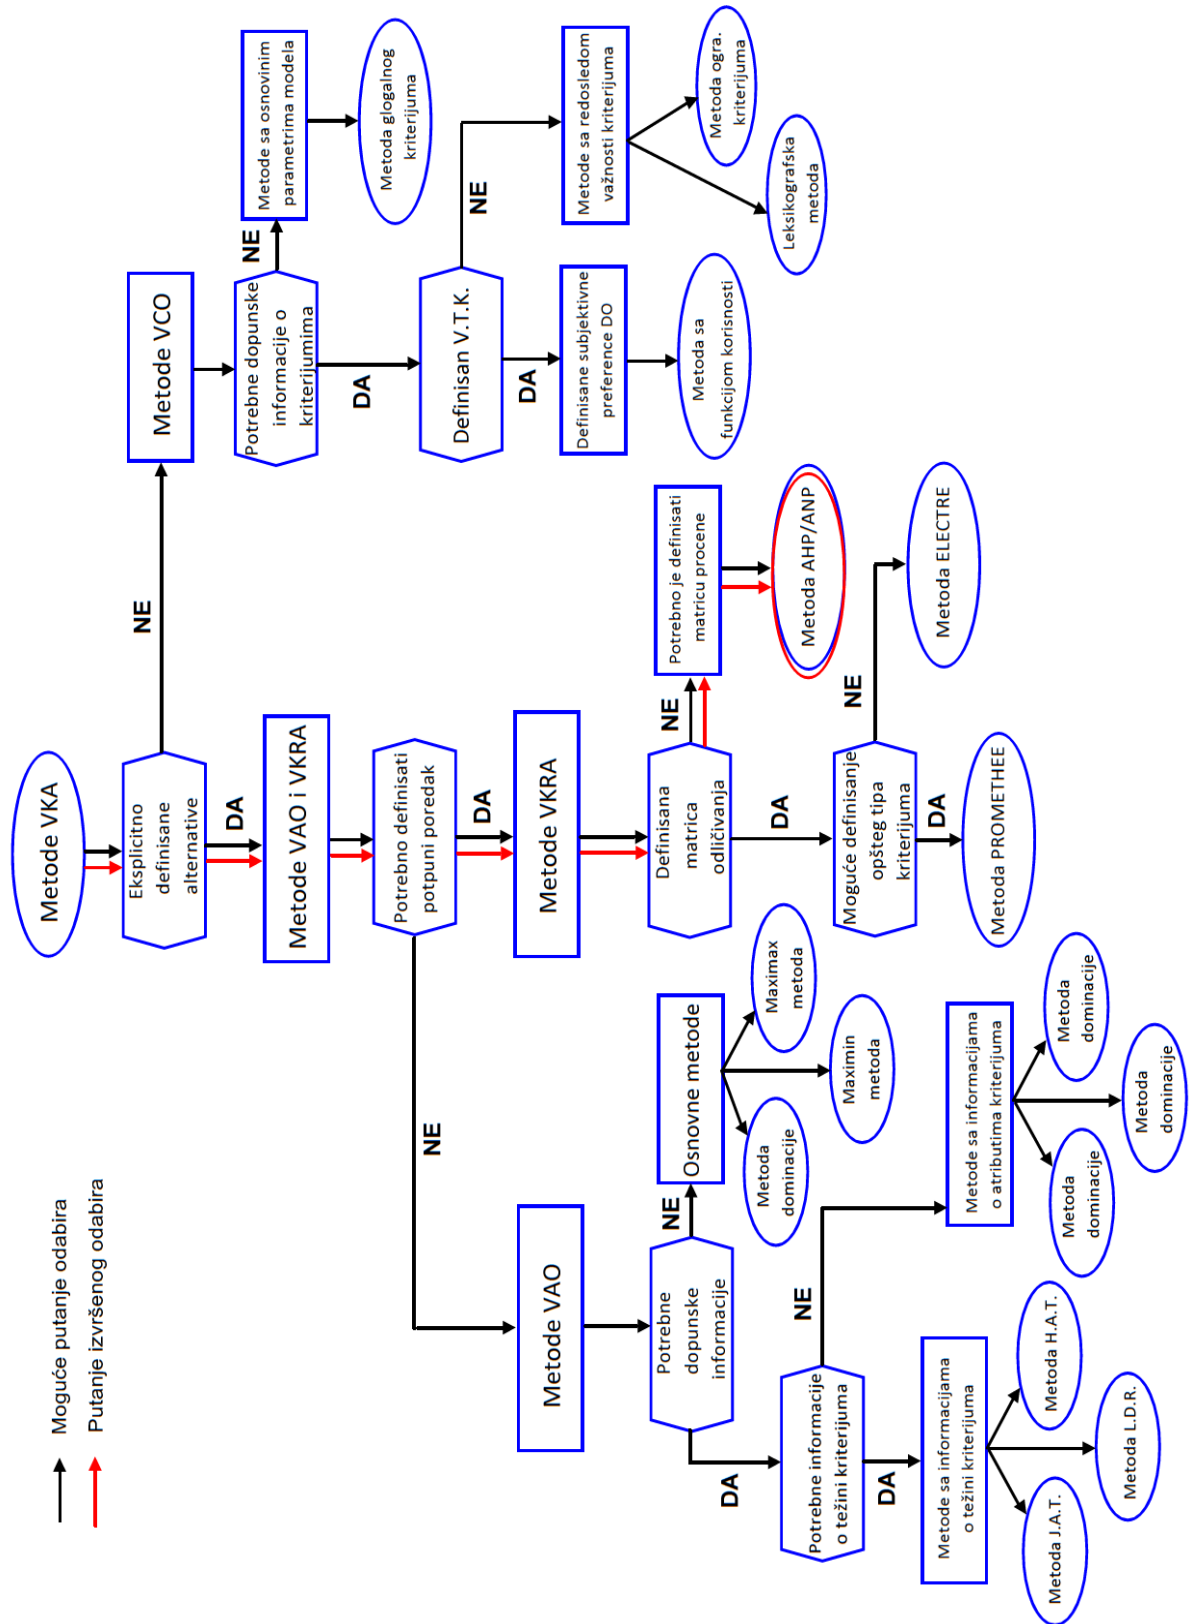 Moguće putanje odabira
Putanje izvršenog odabira
Metode VKA
Eksplicitno
definisane
alternative
NE
DA
Metode VAO i VKRA
Metode VCO
Potrebno definisati
potpuni poredak
Potrebne dopunske
informacije o
kriterijumima
NE
Metode sa osnovinim
parametrima modela
Metoda glogalnog
kriterijuma
NE
DA
DA
Metode VAO
Metode VKRA
Definisan V.T.K.
NE
DA
Definisane subjektivne
preference DO
Metode sa redosledom
važnosti kriterijuma
Metoda sa
funkcijom korisnosti
Leksikografska
metoda
Metoda ogra.
kriterijuma
Potrebne
dopunske
informacije
NE
Osnovne metode
Metoda
dominacije
Maximin
metoda
Maximax
metoda
Definisana
matrica
odličivanja
NE
Potrebno je definisati
matricu procene
Metoda AHP/ANP
DA
DA
Potrebne informacije
o težini kriterijuma
NE
DA
Moguće definisanje
opšteg tipa
kriterijuma
NE
DA
Metode sa informacijama
o težini kriterijuma
Metode sa informacijama
o atributima kriterijuma
Metoda PROMETHEE
Metoda ELECTRE
Metoda J.A.T.
Metoda L.D.R.
Metoda H.A.T.
Metoda
dominacije
Metoda
dominacije
Metoda
dominacije